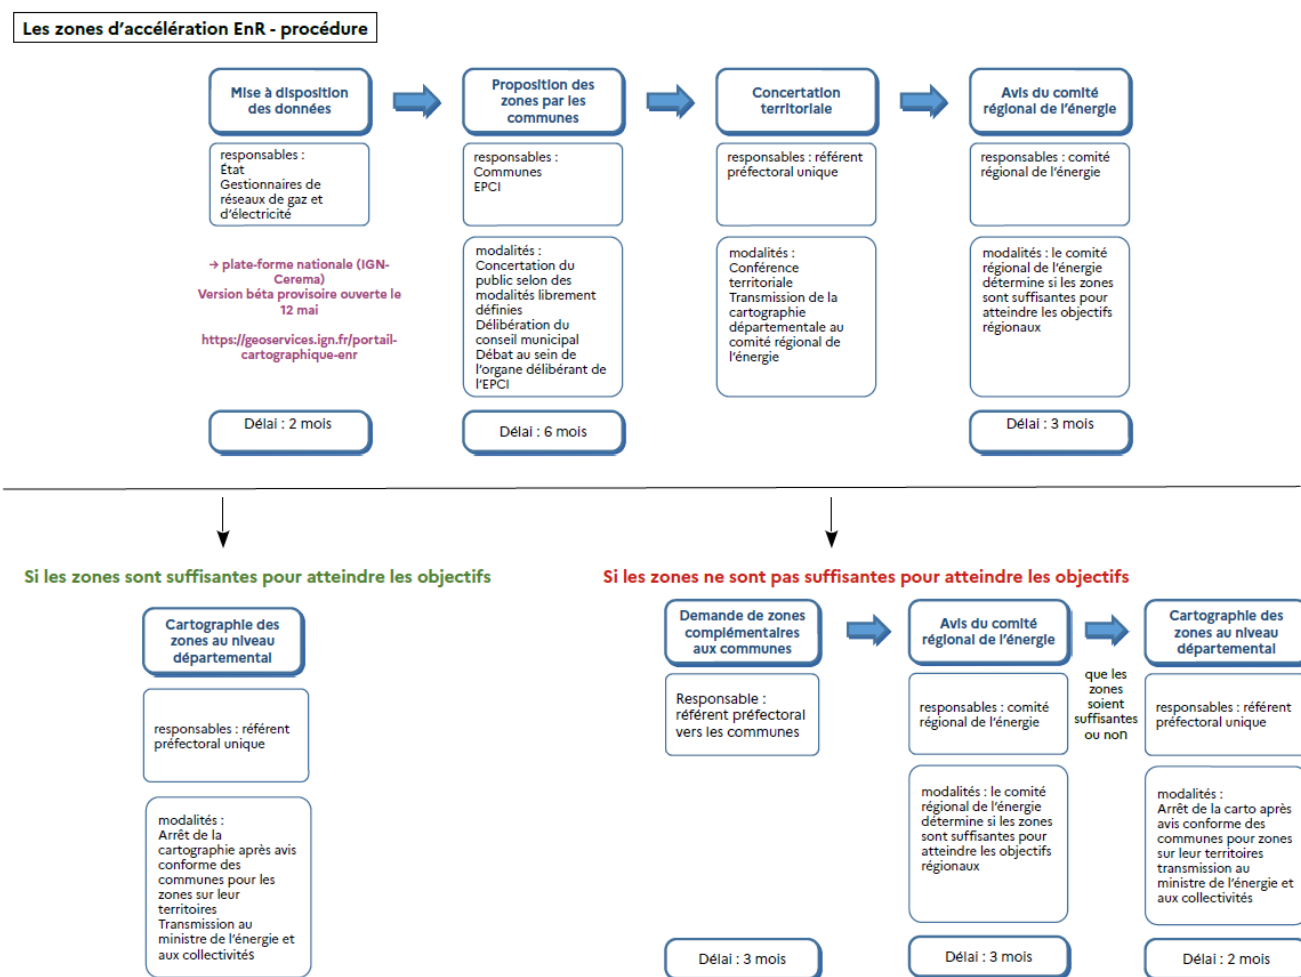 Les zones d'accélération EnR - procédure
Mise à disposition
des données
responsables :
État
Gestionnaires de
réseaux de gaz et
d'électricité
→ plate-forme nationale (IGN-
Cerema)
Version béta provisoire ouverte le
12 mai
https://geoservices.ign.fr/portail-
cartographique-enr
Délai : 2 mois
Proposition des
zones par les
communes
responsables :
Communes
EPCI
modalités :
Concertation du
public selon des
modalités librement
définies
Délibération du
conseil municipal
Débat au sein de
l'organe délibérant de
l'EPCI
Délai : 6 mois
Concertation
territoriale
responsables : référent
préfectoral unique
modalités :
Conférence
territoriale
Transmission de la
cartographie
départementale au
comité régional de
l'énergie
Avis du comité
régional de l'énergie
responsables : comité
régional de l'énergie
modalités : le comité
régional de l'énergie
détermine si les zones
sont suffisantes pour
atteindre les objectifs
régionaux
Délai : 3 mois
Si les zones sont suffisantes pour atteindre les objectifs
Cartographie des
zones au niveau
départemental
responsables : référent
préfectoral unique
modalités :
Arrêt de la
cartographie après avis
conforme des
communes pour les
zones sur leur
territoires
Transmission au
ministre de l'énergie et
aux collectivités
Si les zones ne sont pas suffisantes pour atteindre les objectifs
Demande de zones
complémentaires
aux communes
Responsable :
référent préfectoral
vers les communes
Délai : 3 mois
Avis du comité
régional de l'énergie
responsables : comité
régional de l'énergie
modalités : le comité
régional de l'énergie
détermine si les zones
sont suffisantes pour
atteindre les objectifs
régionaux
Délai : 3 mois
que les
zones
soient
suffisantes
ou non
Cartographie des
zones au niveau
départemental
responsables : référent
préfectoral unique
modalités :
Arrêt de la carto après
avis conforme des
communes pour zones
sur leur territoires
transmission au
ministre de l'énergie et
aux collectivités
Délai : 2 mois